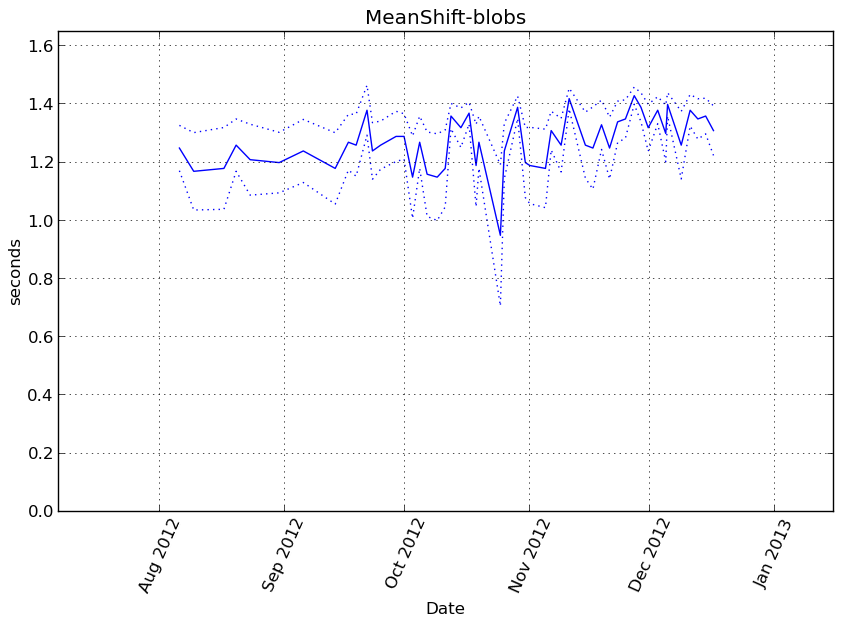 MeanShift-blobs
1.6
1.4
1.2
1.0
0.8
0.6
0.4
0.2
0.0
seconds
Aug 2012
Sep 2012
Oct 2012
Nov 2012
Dec 2012
Jan 2013
Date